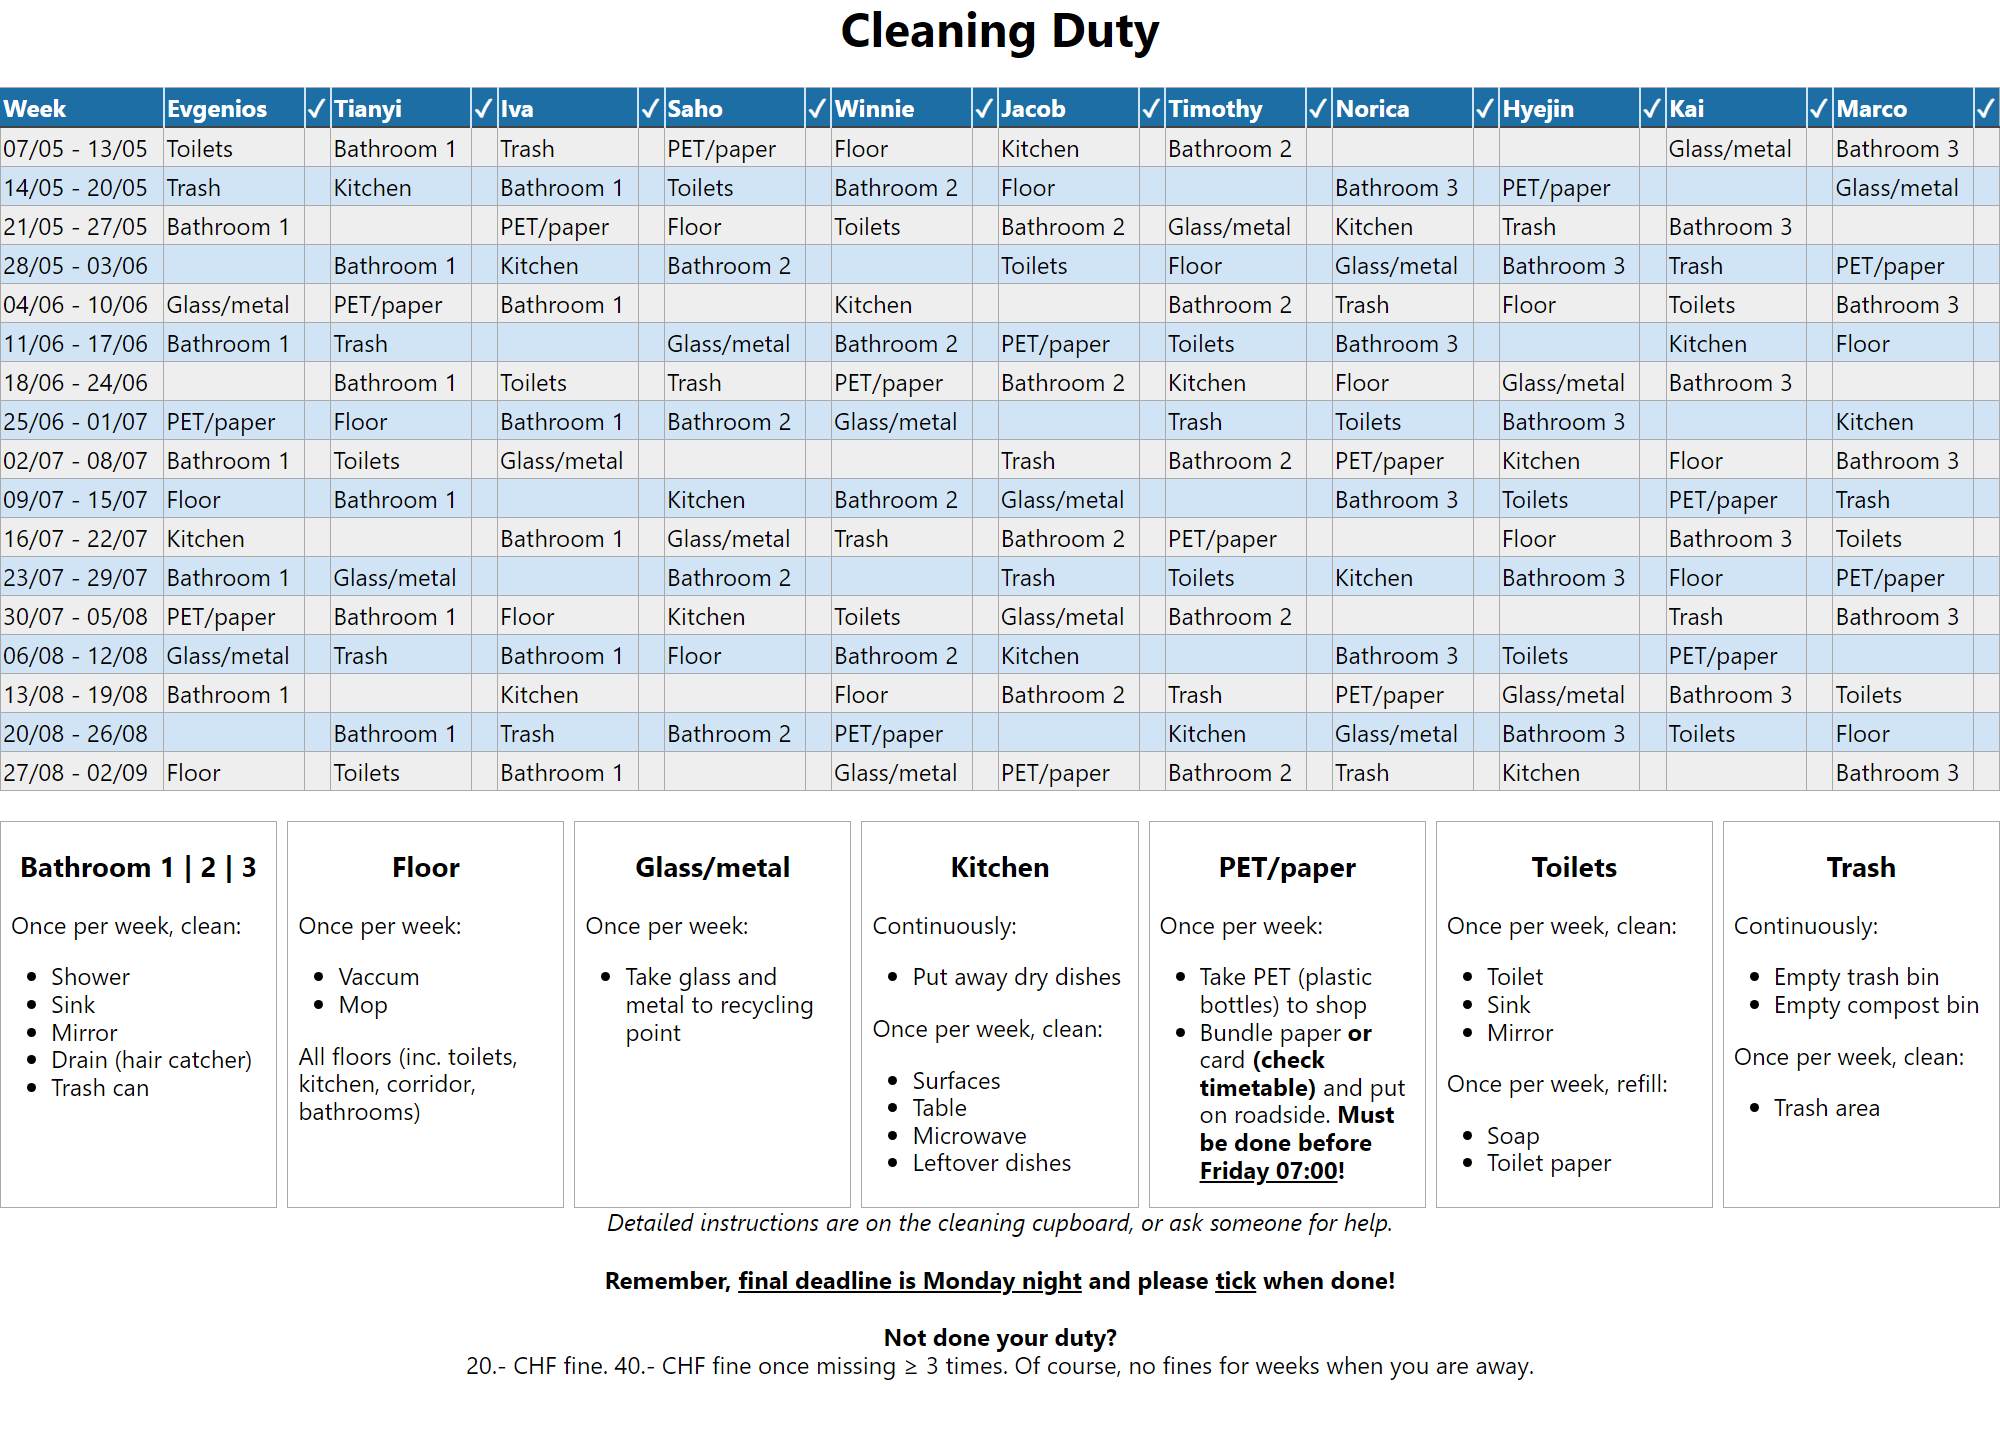 Cleaning Duty
Week Evgenios ✓ Tianyi ✓ Iva ✓ Saho ✓ Winnie ✓ Jacob ✓ Timothy ✓ Norica ✓ Hyejin ✓ Kai ✓ Marco ✓
07/05 - 13/05 Toilets Bathroom 1 Trash PET/paper Floor Kitchen Bathroom 2 Glass/metal Bathroom 3
14/05 - 20/05 Trash Kitchen Bathroom 1 Toilets Bathroom 2 Floor Bathroom 3 PET/paper Glass/metal
21/05 - 27/05 Bathroom 1 PET/paper Floor Toilets Bathroom 2 Glass/metal Kitchen Trash Bathroom 3
28/05 - 03/06 Bathroom 1 Kitchen Bathroom 2 Toilets Floor Glass/metal Bathroom 3 Trash PET/paper
04/06 - 10/06 Glass/metal PET/paper Bathroom 1 Kitchen Bathroom 2 Trash Floor Toilets Bathroom 3
11/06 - 17/06 Bathroom 1 Trash Glass/metal Bathroom 2 PET/paper Toilets Bathroom 3 Kitchen Floor
18/06 - 24/06 Bathroom 1 Toilets Trash PET/paper Bathroom 2 Kitchen Floor Glass/metal Bathroom 3
25/06 - 01/07 PET/paper Floor Bathroom 1 Bathroom 2 Glass/metal Trash Toilets Bathroom 3 Kitchen
02/07 - 08/07 Bathroom 1 Toilets Glass/metal Trash Bathroom 2 PET/paper Kitchen Floor Bathroom 3
09/07 - 15/07 Floor Bathroom 1 Kitchen Bathroom 2 Glass/metal Bathroom 3 Toilets PET/paper Trash
16/07 - 22/07 Kitchen Bathroom 1 Glass/metal Trash Bathroom 2 PET/paper Floor Bathroom 3 Toilets
23/07 - 29/07 Bathroom 1 Glass/metal Bathroom 2 Trash Toilets Kitchen Bathroom 3 Floor PET/paper
30/07 - 05/08 PET/paper Bathroom 1 Floor Kitchen Toilets Glass/metal Bathroom 2 Trash Bathroom 3
06/08 - 12/08 Glass/metal Trash Bathroom 1 Floor Bathroom 2 Kitchen Bathroom 3 Toilets PET/paper
13/08 - 19/08 Bathroom 1 Kitchen Floor Bathroom 2 Trash PET/paper Glass/metal Bathroom 3 Toilets
20/08 - 26/08 Bathroom 1 Trash Bathroom 2 PET/paper Kitchen Glass/metal Bathroom 3 Toilets Floor
27/08 - 02/09 Floor Toilets Bathroom 1 Glass/metal PET/paper Bathroom 2 Trash Kitchen Bathroom 3
Bathroom 1 | 2 | 3
Once per week, clean:
• Shower
• Sink
• Mirror
• Drain (hair catcher)
• Trash can
Floor
Once per week:
• Vaccum
• Mop
All floors (inc. toilets,
kitchen, corridor,
bathrooms)
Glass/metal
Once per week:
• Take glass and
metal to recycling
point
Kitchen
Continuously:
• Put away dry dishes
Once per week, clean:
• Surfaces
• Table
• Microwave
• Leftover dishes
PET/paper
Once per week:
• Take PET (plastic
bottles) to shop
• Bundle paper or
card (check
timetable) and put
on roadside. Must
be done before
Friday 07:00!
Toilets
Once per week, clean:
• Toilet
• Sink
• Mirror
Once per week, refill:
• Soap
• Toilet paper
Trash
Continuously:
• Empty trash bin
• Empty compost bin
Once per week, clean:
• Trash area
Detailed instructions are on the cleaning cupboard, or ask someone for help.
Remember, final deadline is Monday night and please tick when done!
Not done your duty?
20.- CHF fine. 40.- CHF fine once missing ≥ 3 times. Of course, no fines for weeks when you are away.